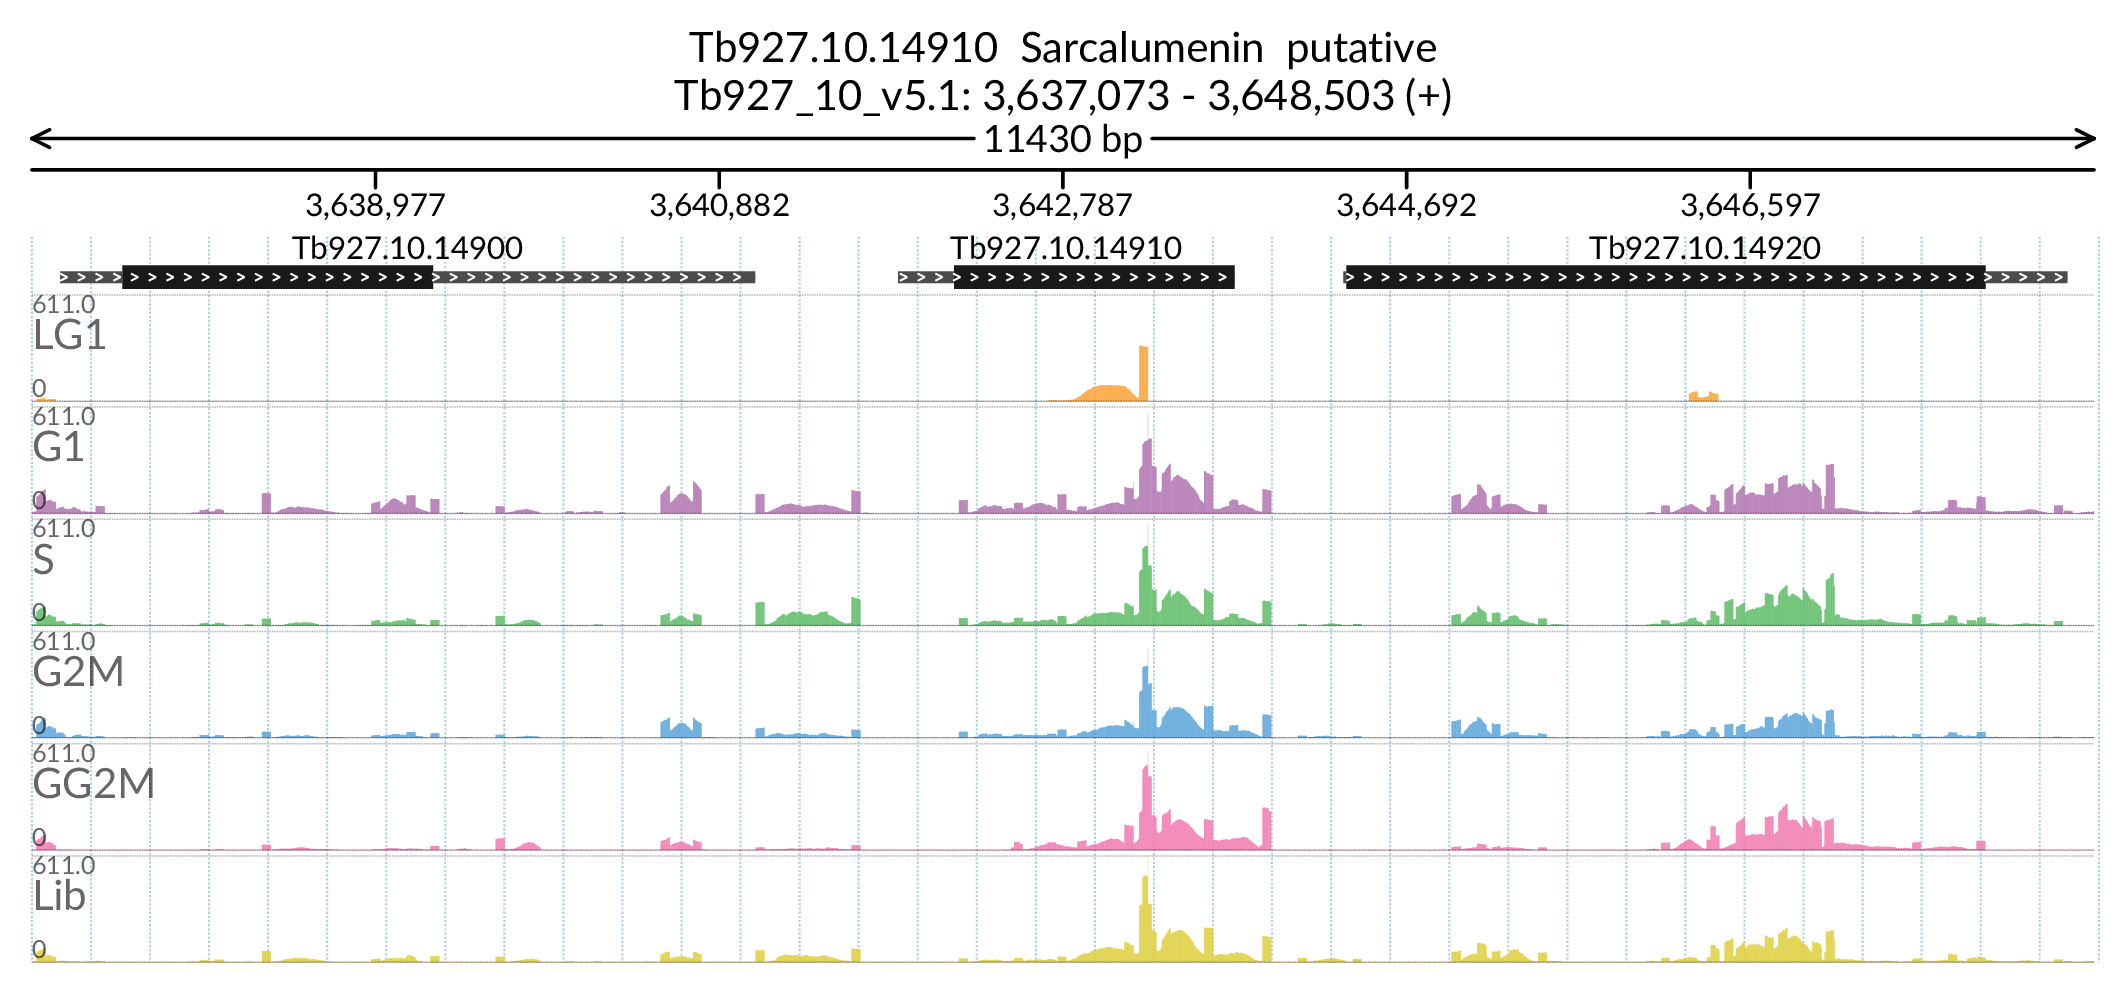 Tb927.10.14910 Sarcalumenin putative
Tb927_10_v5.1: 3,637,073 - 3,648,503 (+)
11430 bp
3,638,977 3,640,882 3,642,787 3,644,692 3,646,597
Tb927.10.14900 Tb927.10.14910 Tb927.10.14920
611.0
LG1
0
611.0
G1
0
611.0
S
0
611.0
G2M
0
611.0
GG2M
0
611.0
Lib
0